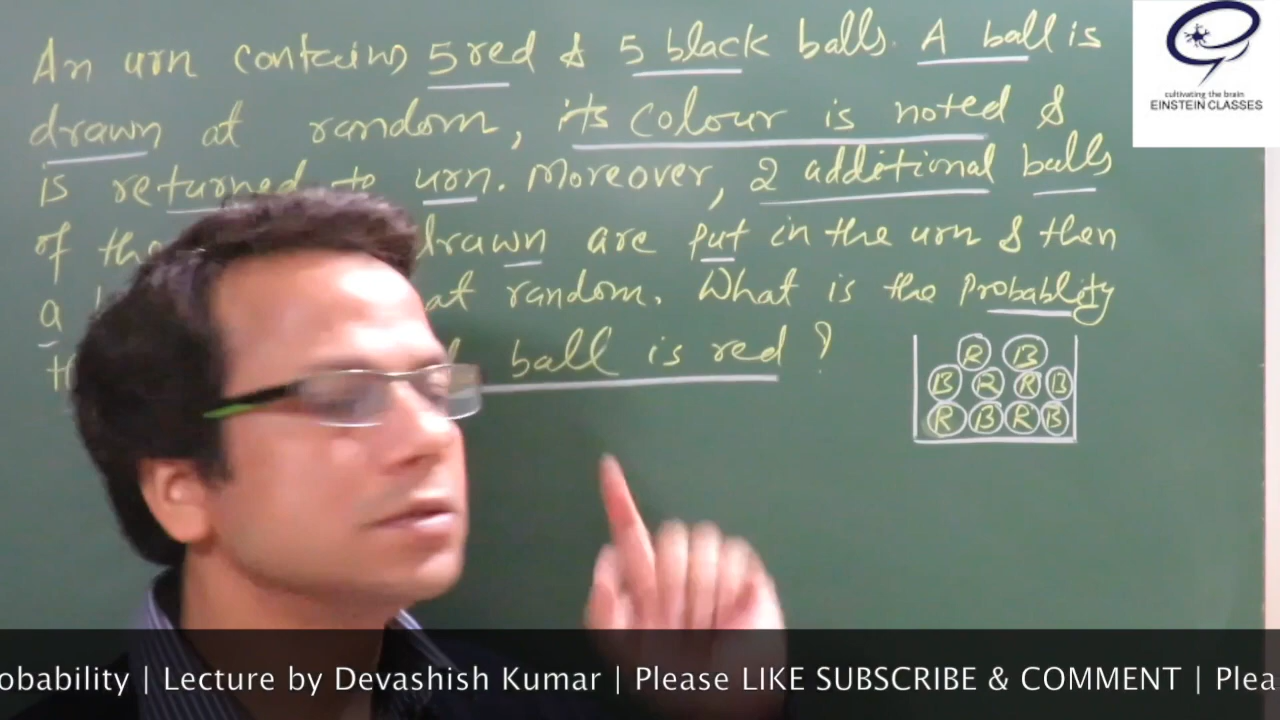 An urn contains 5 red & 5 black balls. A ball is
drawn at random, its colour is noted &
is returned to urn. Moreover, 2 additional balls
of drawn are put in the urn & then
a at random. What is the Probablity
ball is red ?
R B
B R R B
R B R B
cultivating the brain
EINSTEIN CLASSES
obability | Lecture by Devashish Kumar | Please LIKE SUBSCRIBE & COMMENT | Plea